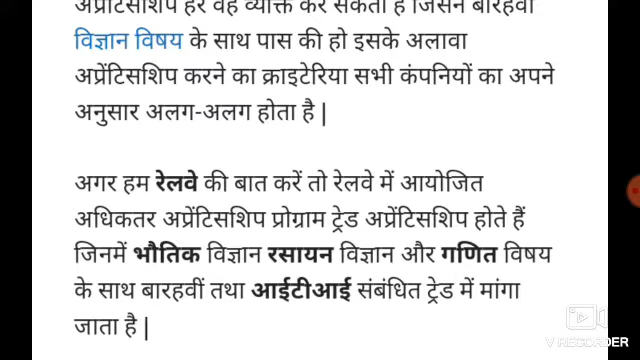 अप्रेंटिसशिप हर वह व्यक्ति कर सकता है जिसने बारहवीं
विज्ञान विषय के साथ पास की हो इसके अलावा
अप्रेंटिसशिप करने का क्राइटेरिया सभी कंपनियों का अपने
अनुसार अलग-अलग होता है |
अगर हम रेलवे की बात करें तो रेलवे में आयोजित
अधिकतर अप्रेंटिसशिप प्रोग्राम ट्रेड अप्रेंटिसशिप होते हैं
जिनमें भौतिक विज्ञान रसायन विज्ञान और गणित विषय
के साथ बारहवीं तथा आईटीआई संबंधित ट्रेड में मांगा
जाता है |
V RECORDER